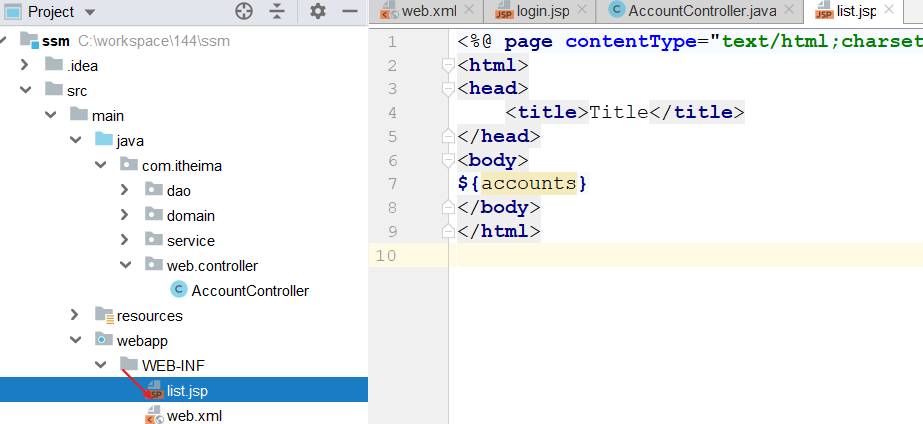 Project
ssm C:\workspace\144\ssm
.idea
src
main
java
com.itheima
dao
domain
service
web.controller
AccountController
resources
webapp
WEB-INF
list.jsp
web.xml
web.xml login.jsp AccountController.java list.jsp
1 <%@ page contentType="text/html;charset
2 <html>
3 <head>
4 <title>Title</title>
5 </head>
6 <body>
7 ${accounts}
8 </body>
9 </html>
10